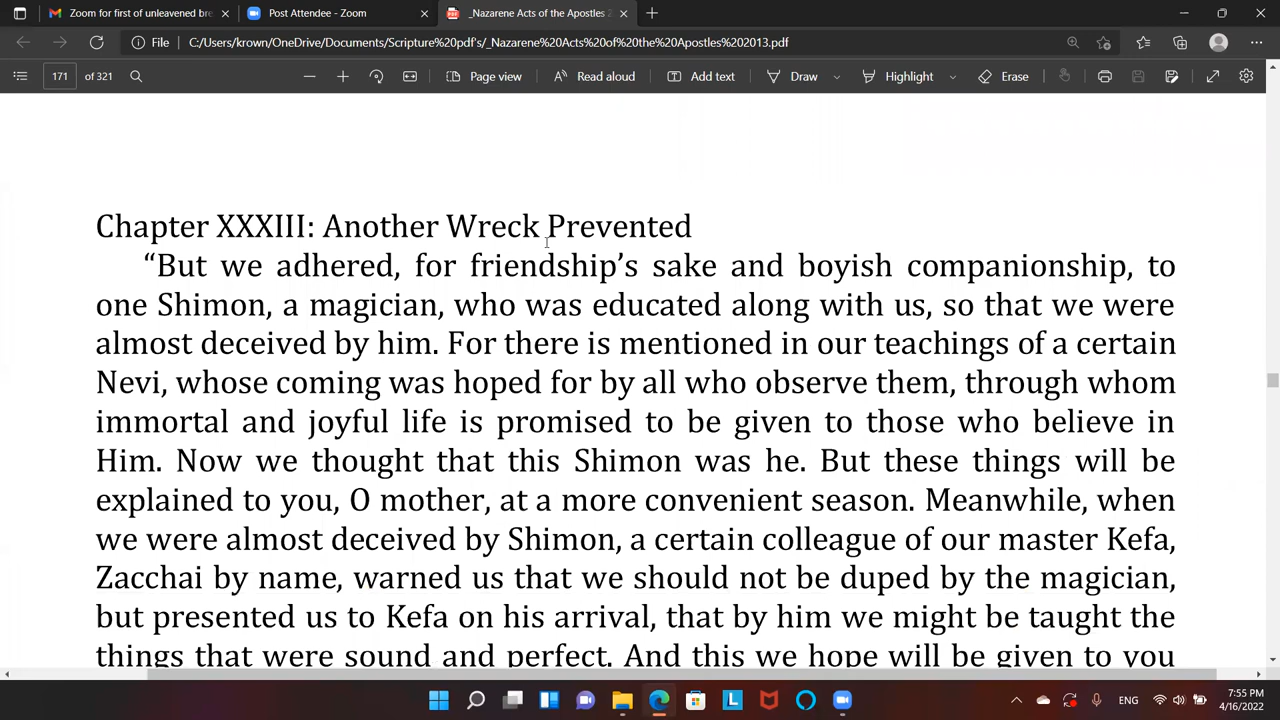 Zoom for first of unleavened bre
Post Attendee - Zoom
_Nazarene Acts of the Apostles 2
File
C:/Users/krown/OneDrive/Documents/Scripture%20pdf's/_Nazarene%20Acts%20of%20the%20Apostles%202013.pdf
171 of 321
Page view
Read aloud
Add text
Draw
Highlight
Erase
Chapter XXXIII: Another Wreck Prevented
“But we adhered, for friendship’s sake and boyish companionship, to
one Shimon, a magician, who was educated along with us, so that we were
almost deceived by him. For there is mentioned in our teachings of a certain
Nevi, whose coming was hoped for by all who observe them, through whom
immortal and joyful life is promised to be given to those who believe in
Him. Now we thought that this Shimon was he. But these things will be
explained to you, O mother, at a more convenient season. Meanwhile, when
we were almost deceived by Shimon, a certain colleague of our master Kefa,
Zacchai by name, warned us that we should not be duped by the magician,
but presented us to Kefa on his arrival, that by him we might be taught the
things that were sound and perfect. And this we hope will be given to you
L
ENG
7:55 PM
4/16/2022